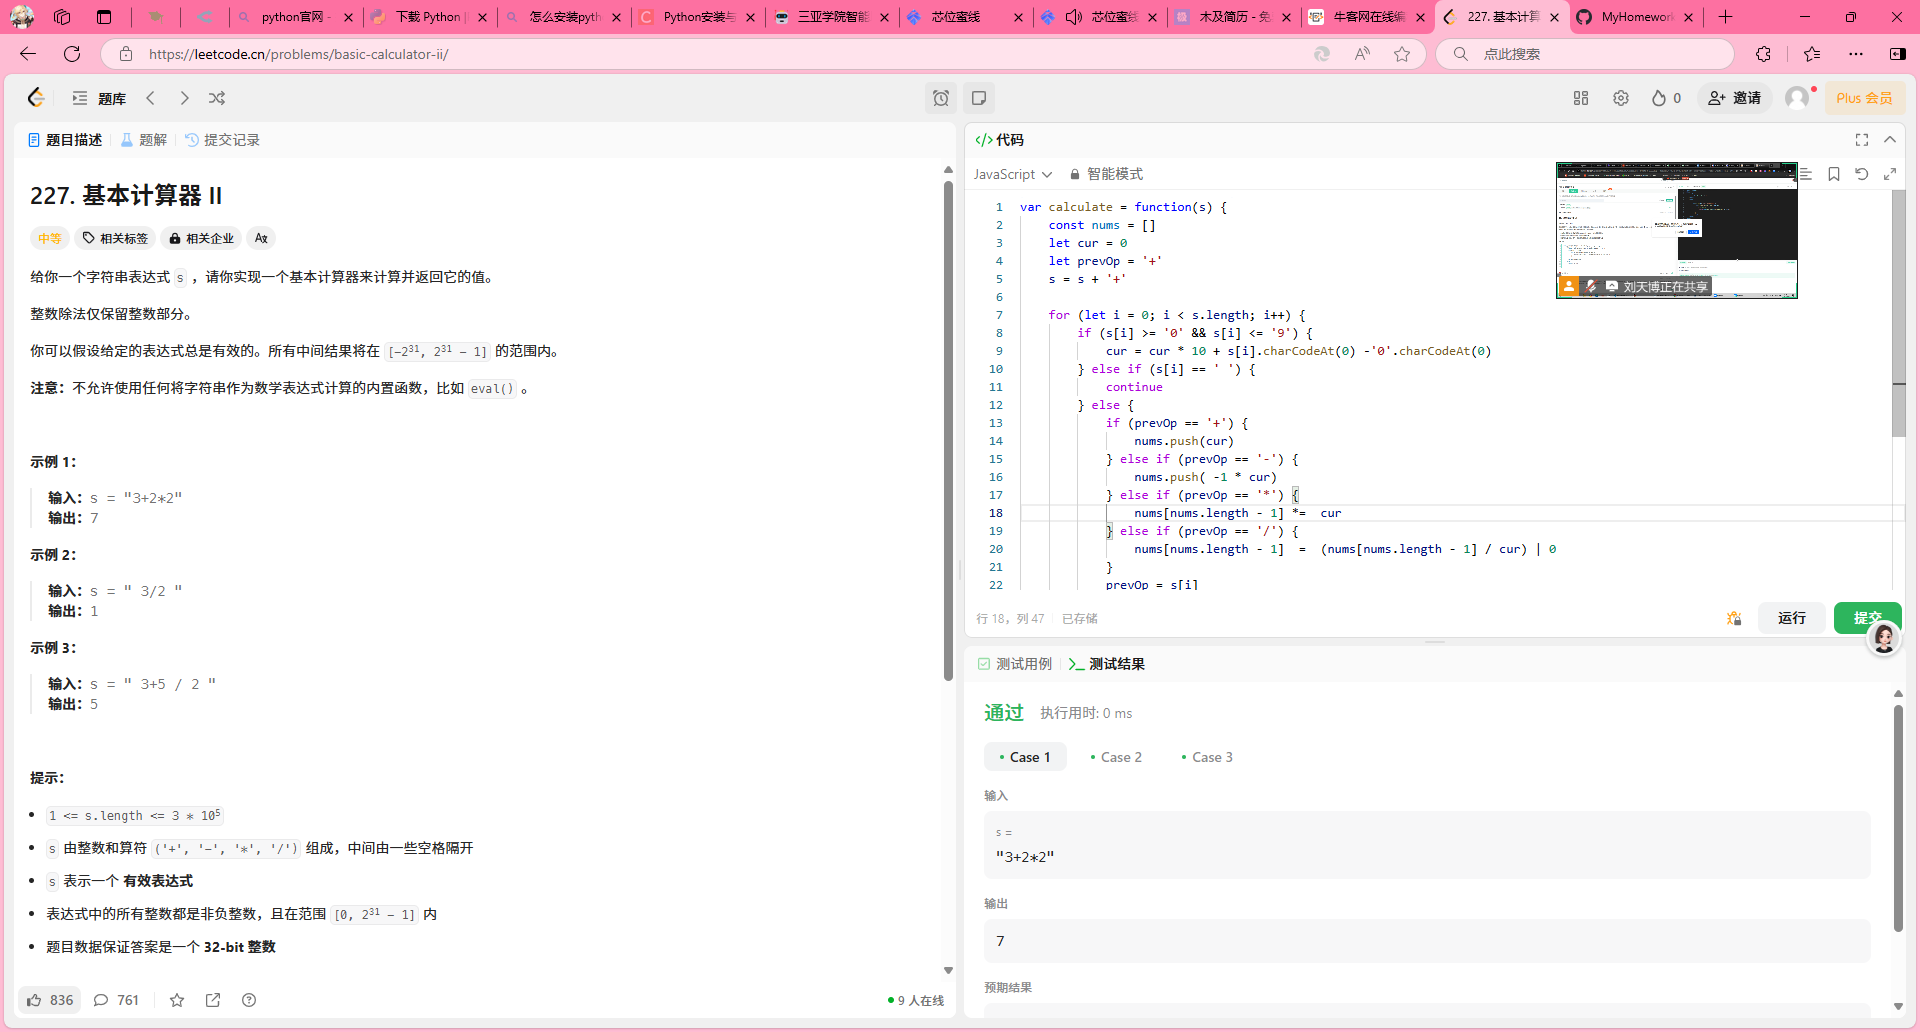 python官网 -
下载 Python |
怎么安装pyth
Python安装与
三亚学院智能
芯位蜜线
芯位蜜线
木及简历 - 免
牛客网在线编
227. 基本计算
MyHomework
https://leetcode.cn/problems/basic-calculator-ii/
点此搜索
题库
0
邀请
Plus 会员
题目描述
题解
提交记录
227. 基本计算器 II
中等
相关标签
相关企业
给你一个字符串表达式 s ，请你实现一个基本计算器来计算并返回它的值。
整数除法仅保留整数部分。
你可以假设给定的表达式总是有效的。所有中间结果将在 [-2³¹, 2³¹ - 1] 的范围内。
注意：不允许使用任何将字符串作为数学表达式计算的内置函数，比如 eval() 。
示例 1：
输入：s = "3+2*2"
输出：7
示例 2：
输入：s = " 3/2 "
输出：1
示例 3：
输入：s = " 3+5 / 2 "
输出：5
提示：
1 <= s.length <= 3 * 10⁵
s 由整数和算符 ('+', '-', '*', '/') 组成，中间由一些空格隔开
s 表示一个 有效表达式
表达式中的所有整数都是非负整数，且在范围 [0, 2³¹ - 1] 内
题目数据保证答案是一个 32-bit 整数
836
761
9 人在线
</> 代码
JavaScript
智能模式
刘天博正在共享
1 var calculate = function(s) {
2 const nums = []
3 let cur = 0
4 let prevOp = '+'
5 s = s + '+'
6
7 for (let i = 0; i < s.length; i++) {
8 if (s[i] >= '0' && s[i] <= '9') {
9 cur = cur * 10 + s[i].charCodeAt(0) -'0'.charCodeAt(0)
10 } else if (s[i] == ' ') {
11 continue
12 } else {
13 if (prevOp == '+') {
14 nums.push(cur)
15 } else if (prevOp == '-') {
16 nums.push( -1 * cur)
17 } else if (prevOp == '*') {
18 nums[nums.length - 1] *=  cur
19 } else if (prevOp == '/') {
20 nums[nums.length - 1]  =  (nums[nums.length - 1] / cur) | 0
21 }
22 prevOp = s[i]
行 18，列 47
已存储
运行
提交
测试用例
测试结果
通过
执行用时: 0 ms
Case 1
Case 2
Case 3
输入
s =
"3+2*2"
输出
7
预期结果